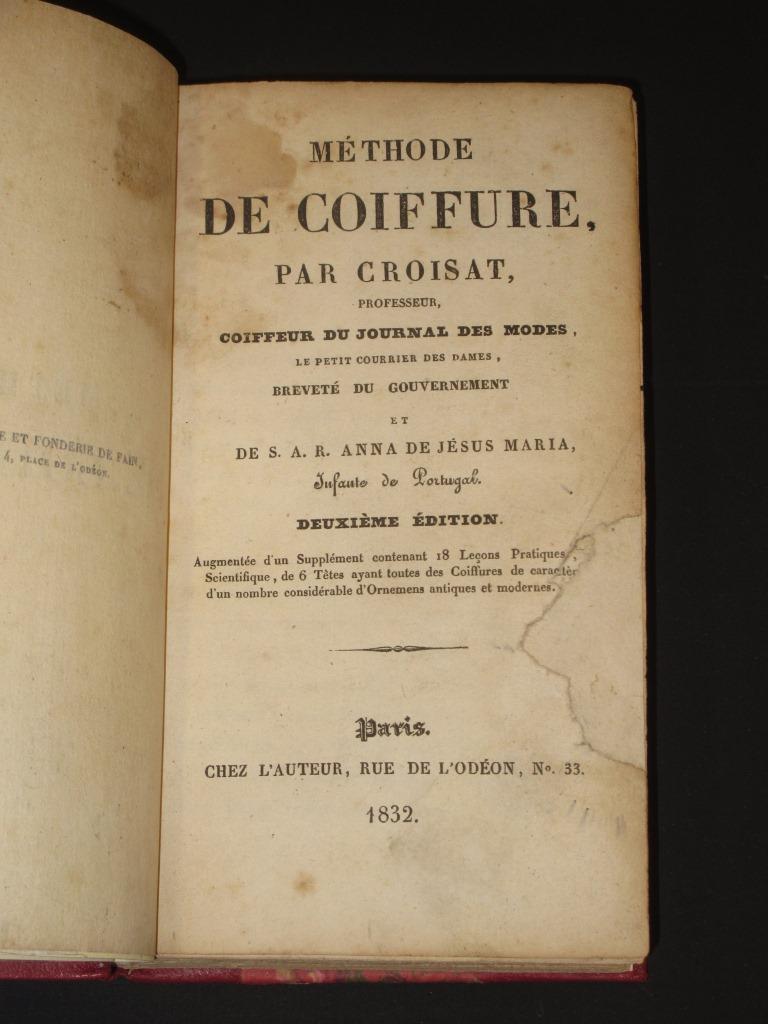 E ET FONDERIE DE FAIN,
4, PLACE DE L'ODÉON.
MÉTHODE
DE COIFFURE,
PAR CROISAT,
PROFESSEUR,
COIFFEUR DU JOURNAL DES MODES,
LE PETIT COURRIER DES DAMES,
BREVETÉ DU GOUVERNEMENT
ET
DE S. A. R. ANNA DE JÉSUS MARIA,
Infante de Portugal.
DEUXIÈME ÉDITION.
Augmentée d'un Supplément contenant 18 Leçons Pratiques,
Scientifique, de 6 Têtes ayant toutes des Coiffures de caractèr
d'un nombre considérable d'Ornemens antiques et modernes.
Paris.
CHEZ L'AUTEUR, RUE DE L'ODÉON, No. 33.
1832.